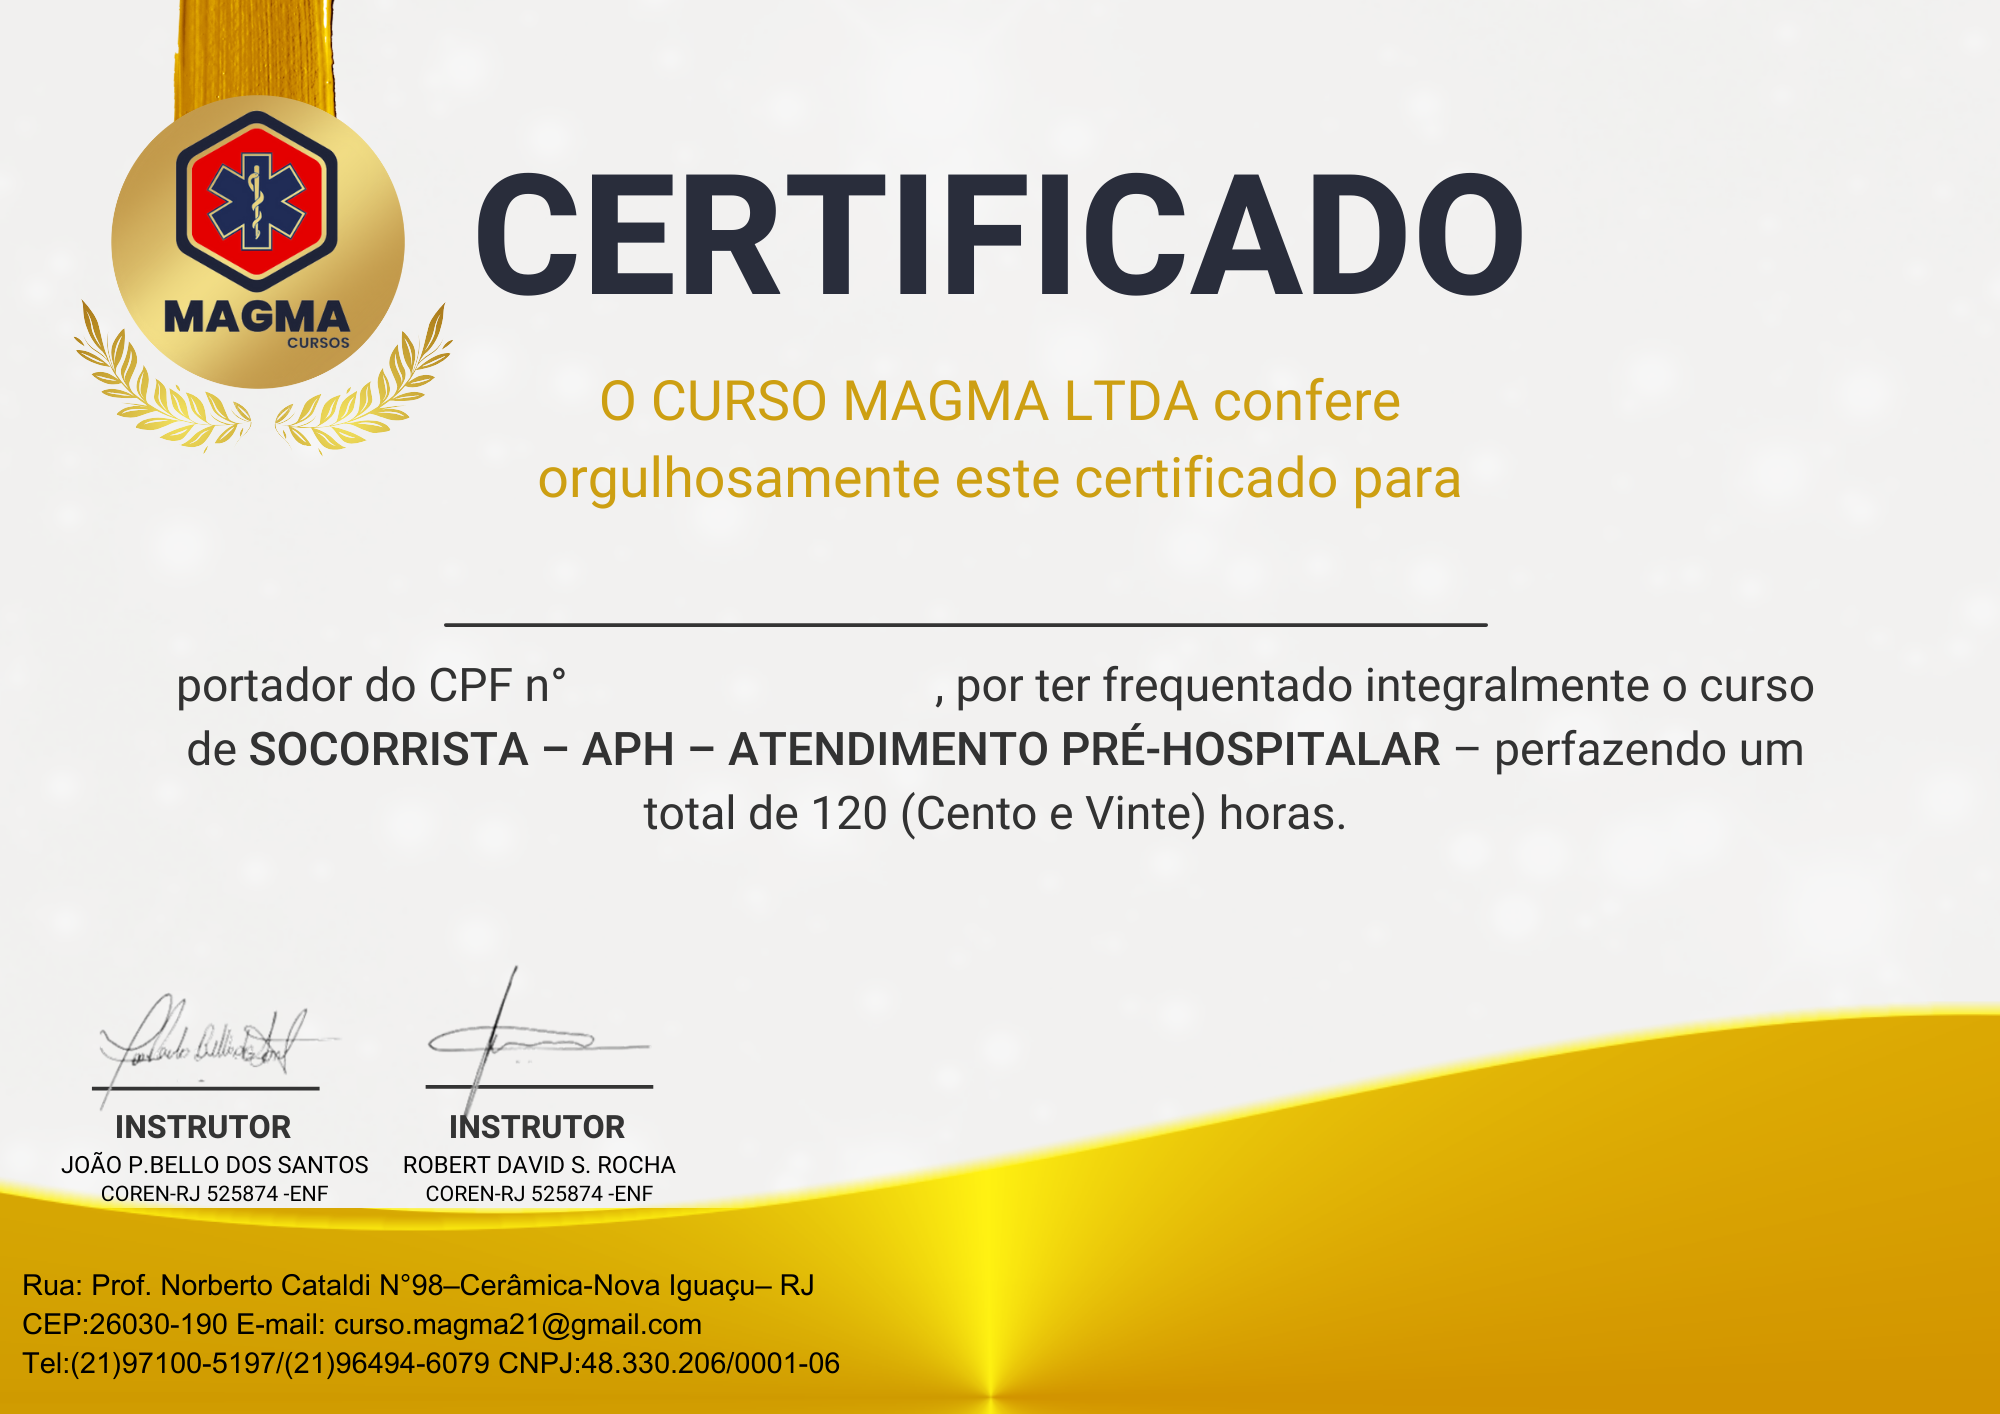 MAGMA
CURSOS
CERTIFICADO
O CURSO MAGMA LTDA confere
orgulhosamente este certificado para
portador do CPF n° , por ter frequentado integralmente o curso
de SOCORRISTA – APH – ATENDIMENTO PRÉ-HOSPITALAR – perfazendo um
total de 120 (Cento e Vinte) horas.
INSTRUTOR
JOÃO P.BELLO DOS SANTOS
COREN-RJ 525874 -ENF
INSTRUTOR
ROBERT DAVID S. ROCHA
COREN-RJ 525874 -ENF
Rua: Prof. Norberto Cataldi N°98–Cerâmica-Nova Iguaçu– RJ
CEP:26030-190 E-mail: curso.magma21@gmail.com
Tel:(21)97100-5197/(21)96494-6079 CNPJ:48.330.206/0001-06